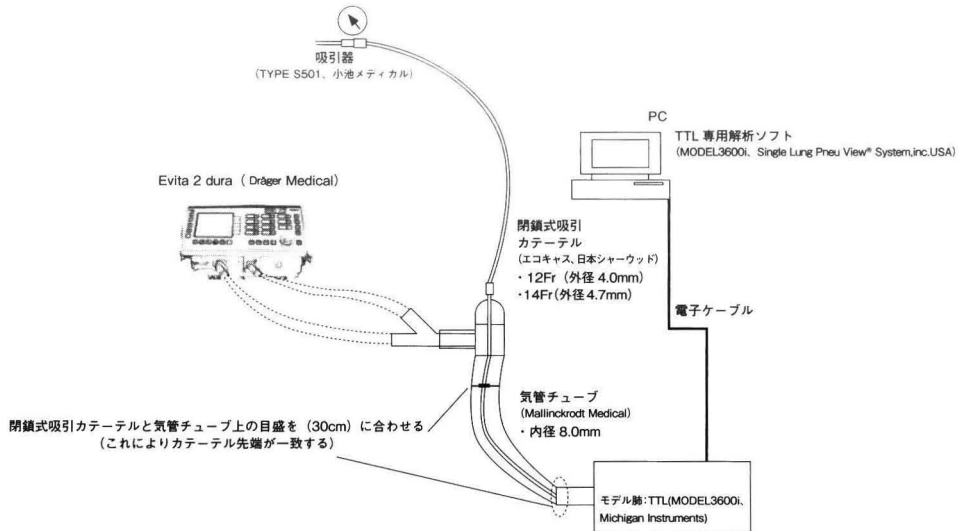 吸引器
(TYPE S501、小池メディカル)
PC
TTL 専用解析ソフト
(MODEL3600i、Single Lung Pneu View® System,inc.USA)
Evita 2 dura ( Dräger Medical)
閉鎖式吸引
カテーテル
(エコキャス、日本シャーウッド)
・12Fr (外径 4.0mm)
・14Fr(外径 4.7mm)
電子ケーブル
気管チューブ
(Mallinckrodt Medical)
・内径 8.0mm
閉鎖式吸引カテーテルと気管チューブ上の目盛を (30cm) に合わせる
(これによりカテーテル先端が一致する)
モデル肺:TTL(MODEL3600i、
Michigan Instruments)